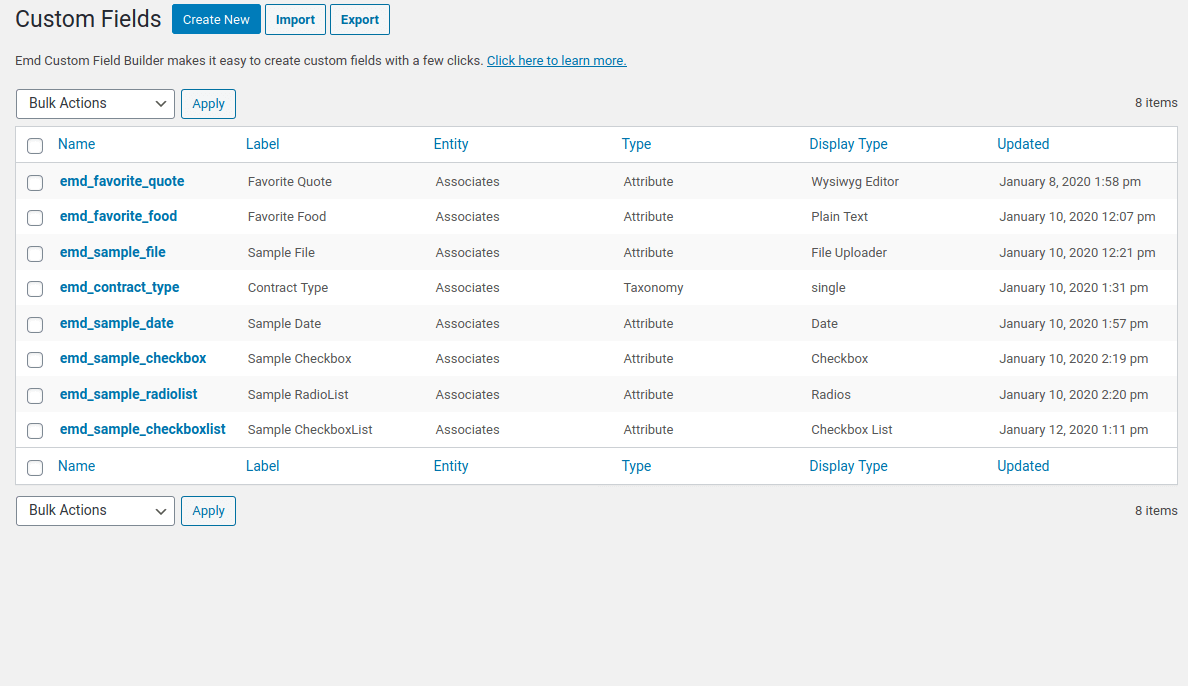 Custom Fields Create New Import Export
Emd Custom Field Builder makes it easy to create custom fields with a few clicks. Click here to learn more.
Bulk Actions Apply 8 items
Name Label Entity Type Display Type Updated
emd_favorite_quote Favorite Quote Associates Attribute Wysiwyg Editor January 8, 2020 1:58 pm
emd_favorite_food Favorite Food Associates Attribute Plain Text January 10, 2020 12:07 pm
emd_sample_file Sample File Associates Attribute File Uploader January 10, 2020 12:21 pm
emd_contract_type Contract Type Associates Taxonomy single January 10, 2020 1:31 pm
emd_sample_date Sample Date Associates Attribute Date January 10, 2020 1:57 pm
emd_sample_checkbox Sample Checkbox Associates Attribute Checkbox January 10, 2020 2:19 pm
emd_sample_radiolist Sample RadioList Associates Attribute Radios January 10, 2020 2:20 pm
emd_sample_checkboxlist Sample CheckboxList Associates Attribute Checkbox List January 12, 2020 1:11 pm
Name Label Entity Type Display Type Updated
Bulk Actions Apply 8 items